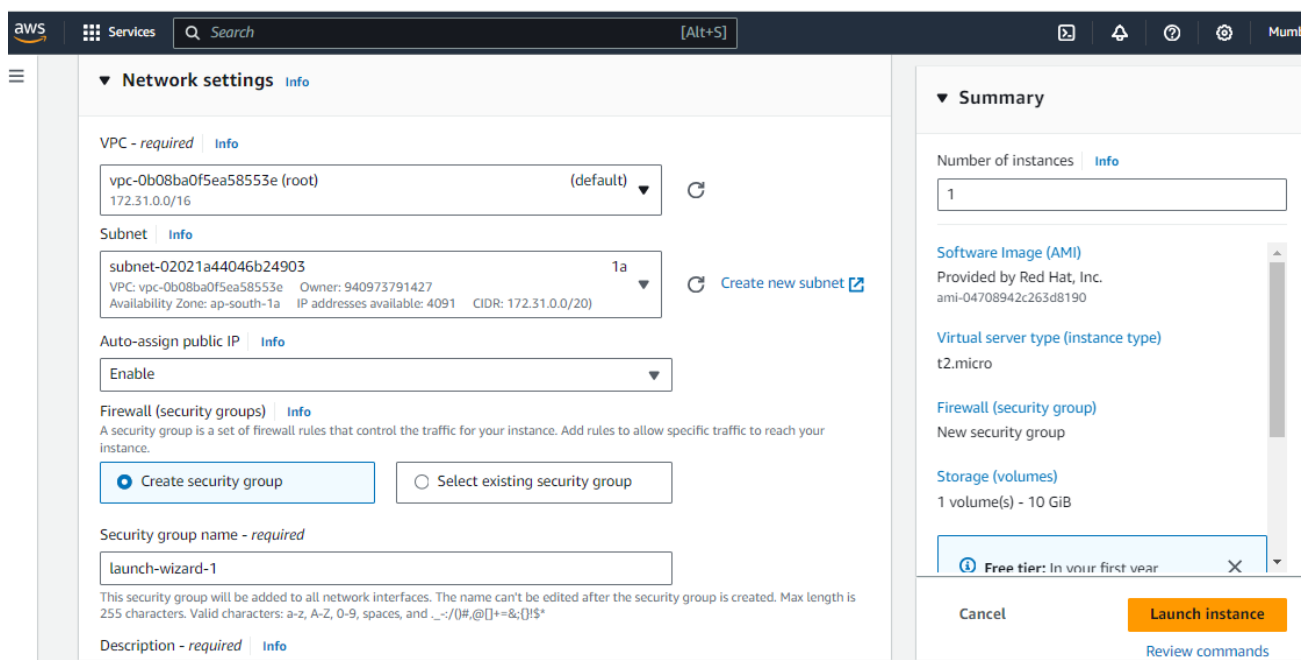 aws
Services
Search
[Alt+S]
Network settings Info
VPC - required Info
vpc-0b08ba0f5ea58553e (root) (default)
172.31.0.0/16
Subnet Info
subnet-02021a44046b24903 1a
VPC: vpc-0b08ba0f5ea58553e Owner: 940973791427
Availability Zone: ap-south-1a IP addresses available: 4091 CIDR: 172.31.0.0/20)
Create new subnet
Auto-assign public IP Info
Enable
Firewall (security groups) Info
A security group is a set of firewall rules that control the traffic for your instance. Add rules to allow specific traffic to reach your
instance.
Create security group
Select existing security group
Security group name - required
launch-wizard-1
This security group will be added to all network interfaces. The name can't be edited after the security group is created. Max length is
255 characters. Valid characters: a-z, A-Z, 0-9, spaces, and ._-:/()#,@[]+=&;{}!$*
Description - required Info
Summary
Number of instances Info
1
Software Image (AMI)
Provided by Red Hat, Inc.
ami-04708942c263d8190
Virtual server type (instance type)
t2.micro
Firewall (security group)
New security group
Storage (volumes)
1 volume(s) - 10 GiB
Free tier: In your first year
Cancel
Launch instance
Review commands